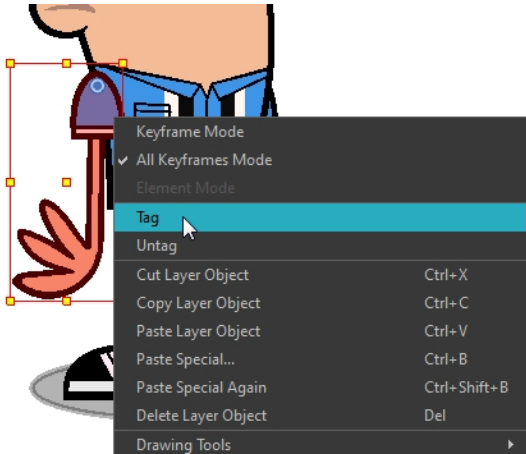 Keyframe Mode
All Keyframes Mode
Element Mode
Tag
Untag
Cut Layer Object Ctrl+X
Copy Layer Object Ctrl+C
Paste Layer Object Ctrl+V
Paste Special... Ctrl+B
Paste Special Again Ctrl+Shift+B
Delete Layer Object Del
Drawing Tools